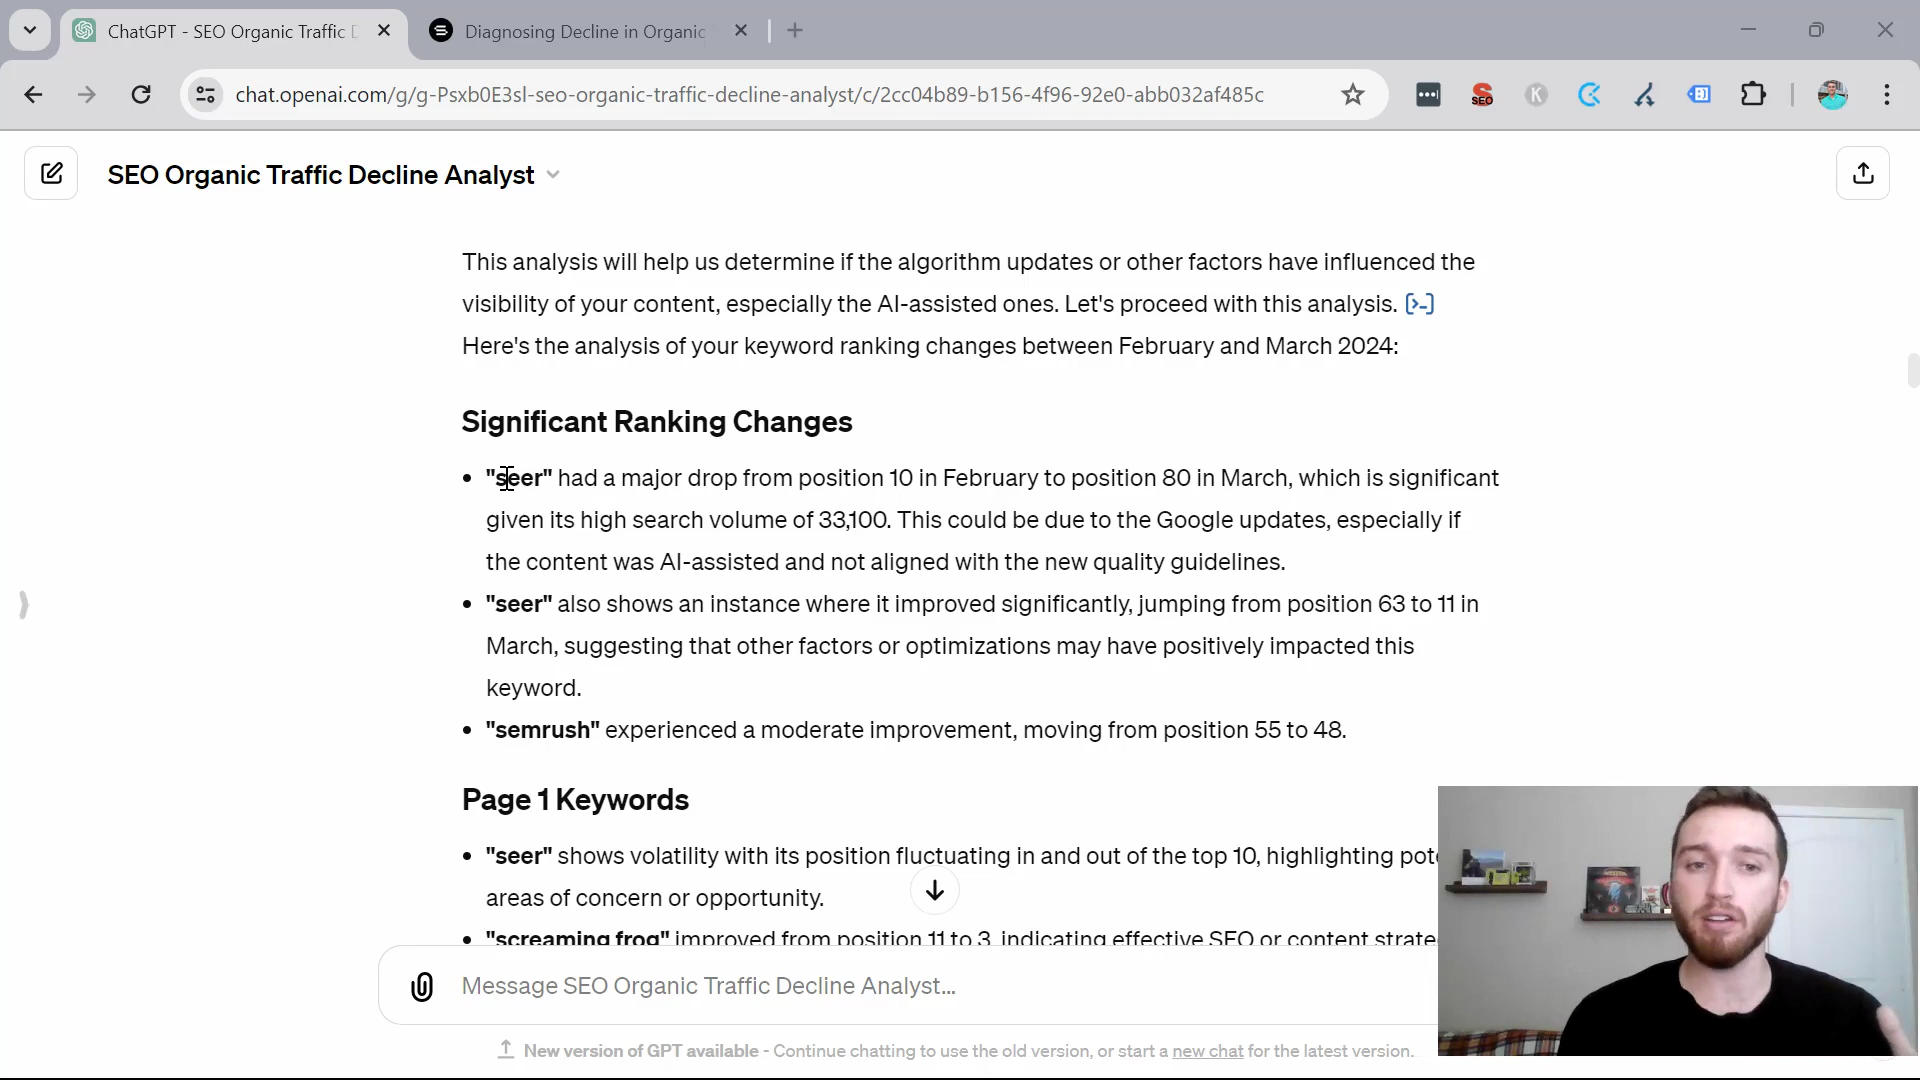 ChatGPT - SEO Organic Traffic D
Diagnosing Decline in Organic
chat.openai.com/g/g-Psxb0E3sl-seo-organic-traffic-decline-analyst/c/2cc04b89-b156-4f96-92e0-abb032af485c
SEO
K
SEO Organic Traffic Decline Analyst
This analysis will help us determine if the algorithm updates or other factors have influenced the
visibility of your content, especially the AI-assisted ones. Let's proceed with this analysis. [>-]
Here's the analysis of your keyword ranking changes between February and March 2024:
Significant Ranking Changes
• "seer" had a major drop from position 10 in February to position 80 in March, which is significant
given its high search volume of 33,100. This could be due to the Google updates, especially if
the content was AI-assisted and not aligned with the new quality guidelines.
• "seer" also shows an instance where it improved significantly, jumping from position 63 to 11 in
March, suggesting that other factors or optimizations may have positively impacted this
keyword.
• "semrush" experienced a moderate improvement, moving from position 55 to 48.
Page 1 Keywords
• "seer" shows volatility with its position fluctuating in and out of the top 10, highlighting pote
areas of concern or opportunity.
• "screaming frog" improved from position 11 to 3, indicating effective SEO or content strate
Message SEO Organic Traffic Decline Analyst...
New version of GPT available - Continue chatting to use the old version, or start a new chat for the latest version.